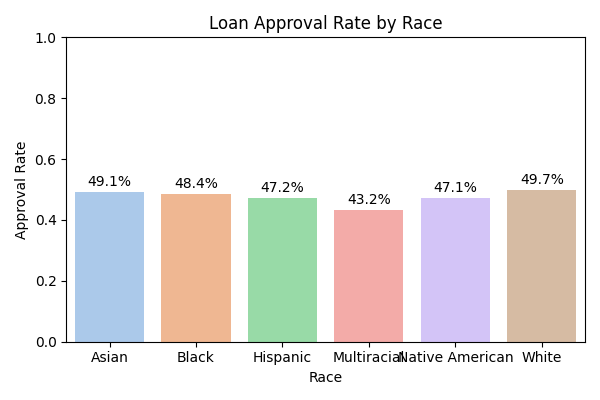 Loan Approval Rate by Race
1.0
0.8
0.6
0.4
0.2
0.0
Approval Rate
49.1% 48.4% 47.2% 43.2% 47.1% 49.7%
Asian Black Hispanic Multiracial Native American White
Race